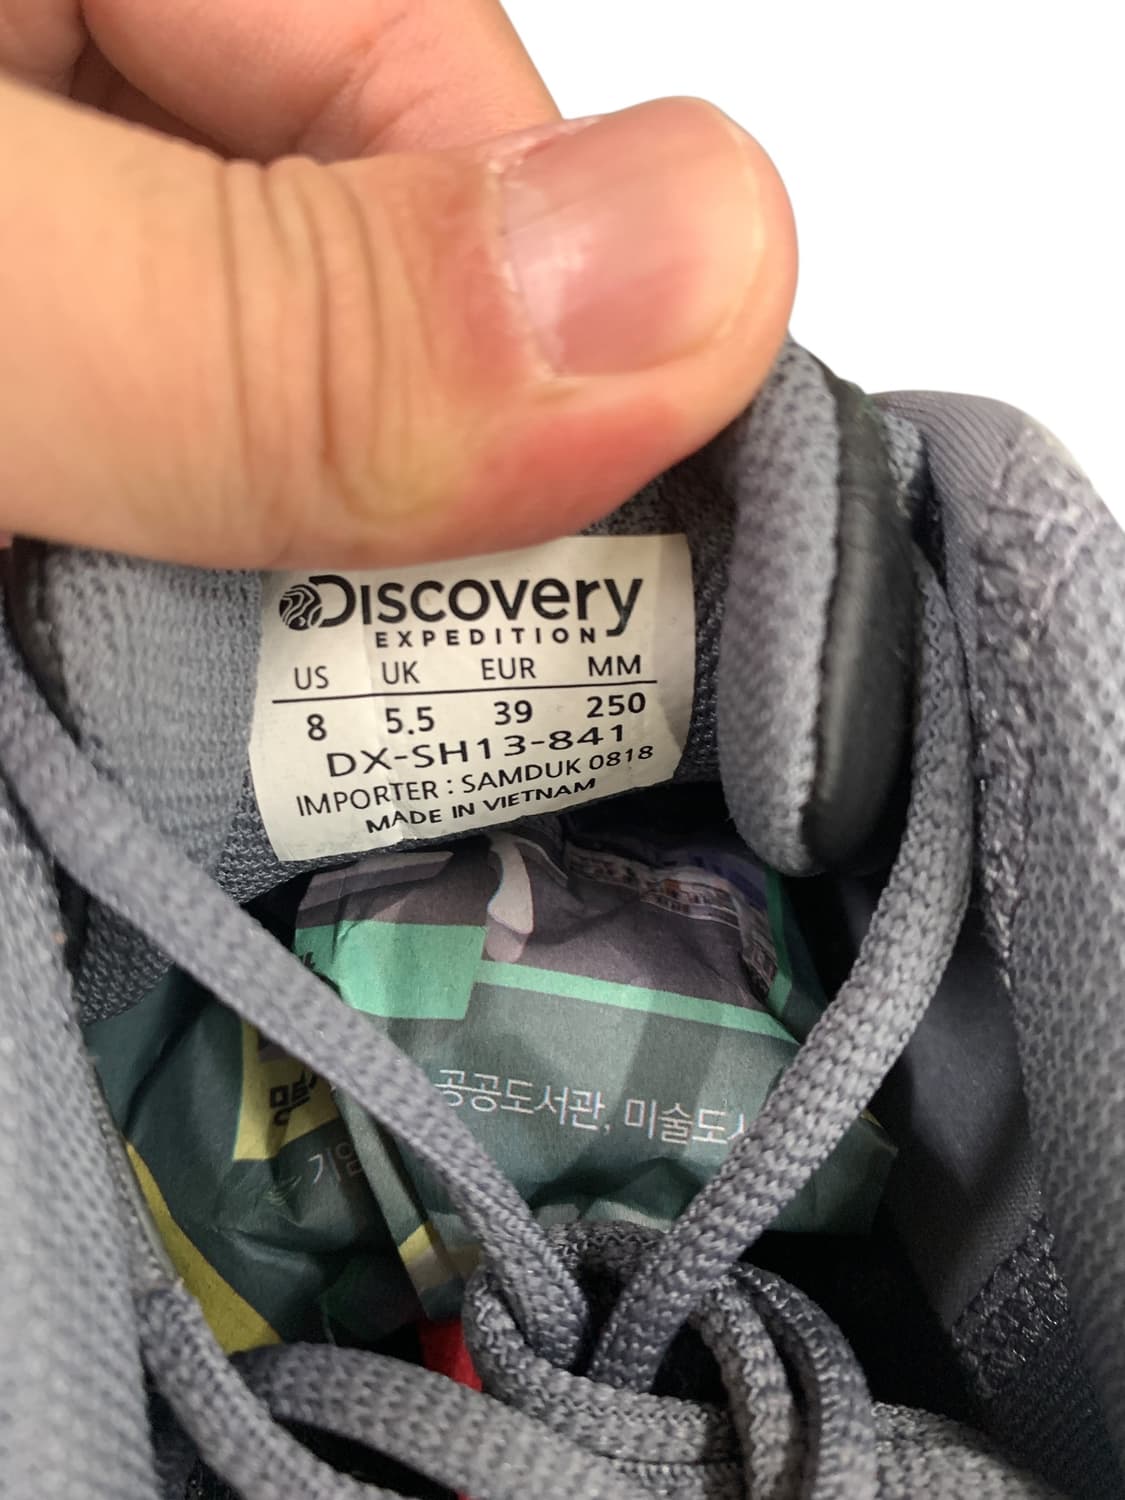 DISCOVERY
EXPEDITION
US UK EUR MM
8 5.5 39 250
DX-SH13-841
IMPORTER : SAMDUK 0818
MADE IN VIETNAM
공공도서관, 미술도